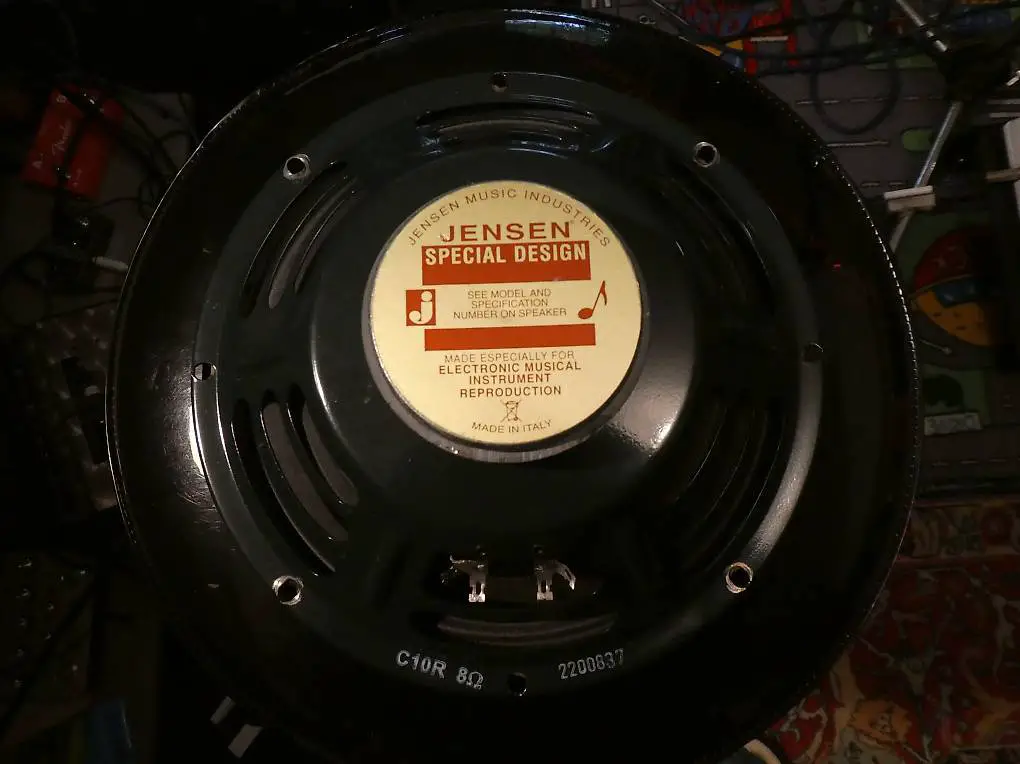 JENSEN MUSIC INDUSTRIES
JENSEN
SPECIAL DESIGN
j
SEE MODEL AND
SPECIFICATION
NUMBER ON SPEAKER
MADE ESPECIALLY FOR
ELECTRONIC MUSICAL
INSTRUMENT
REPRODUCTION
MADE IN ITALY
C10R 8Ω
2200837
Fender